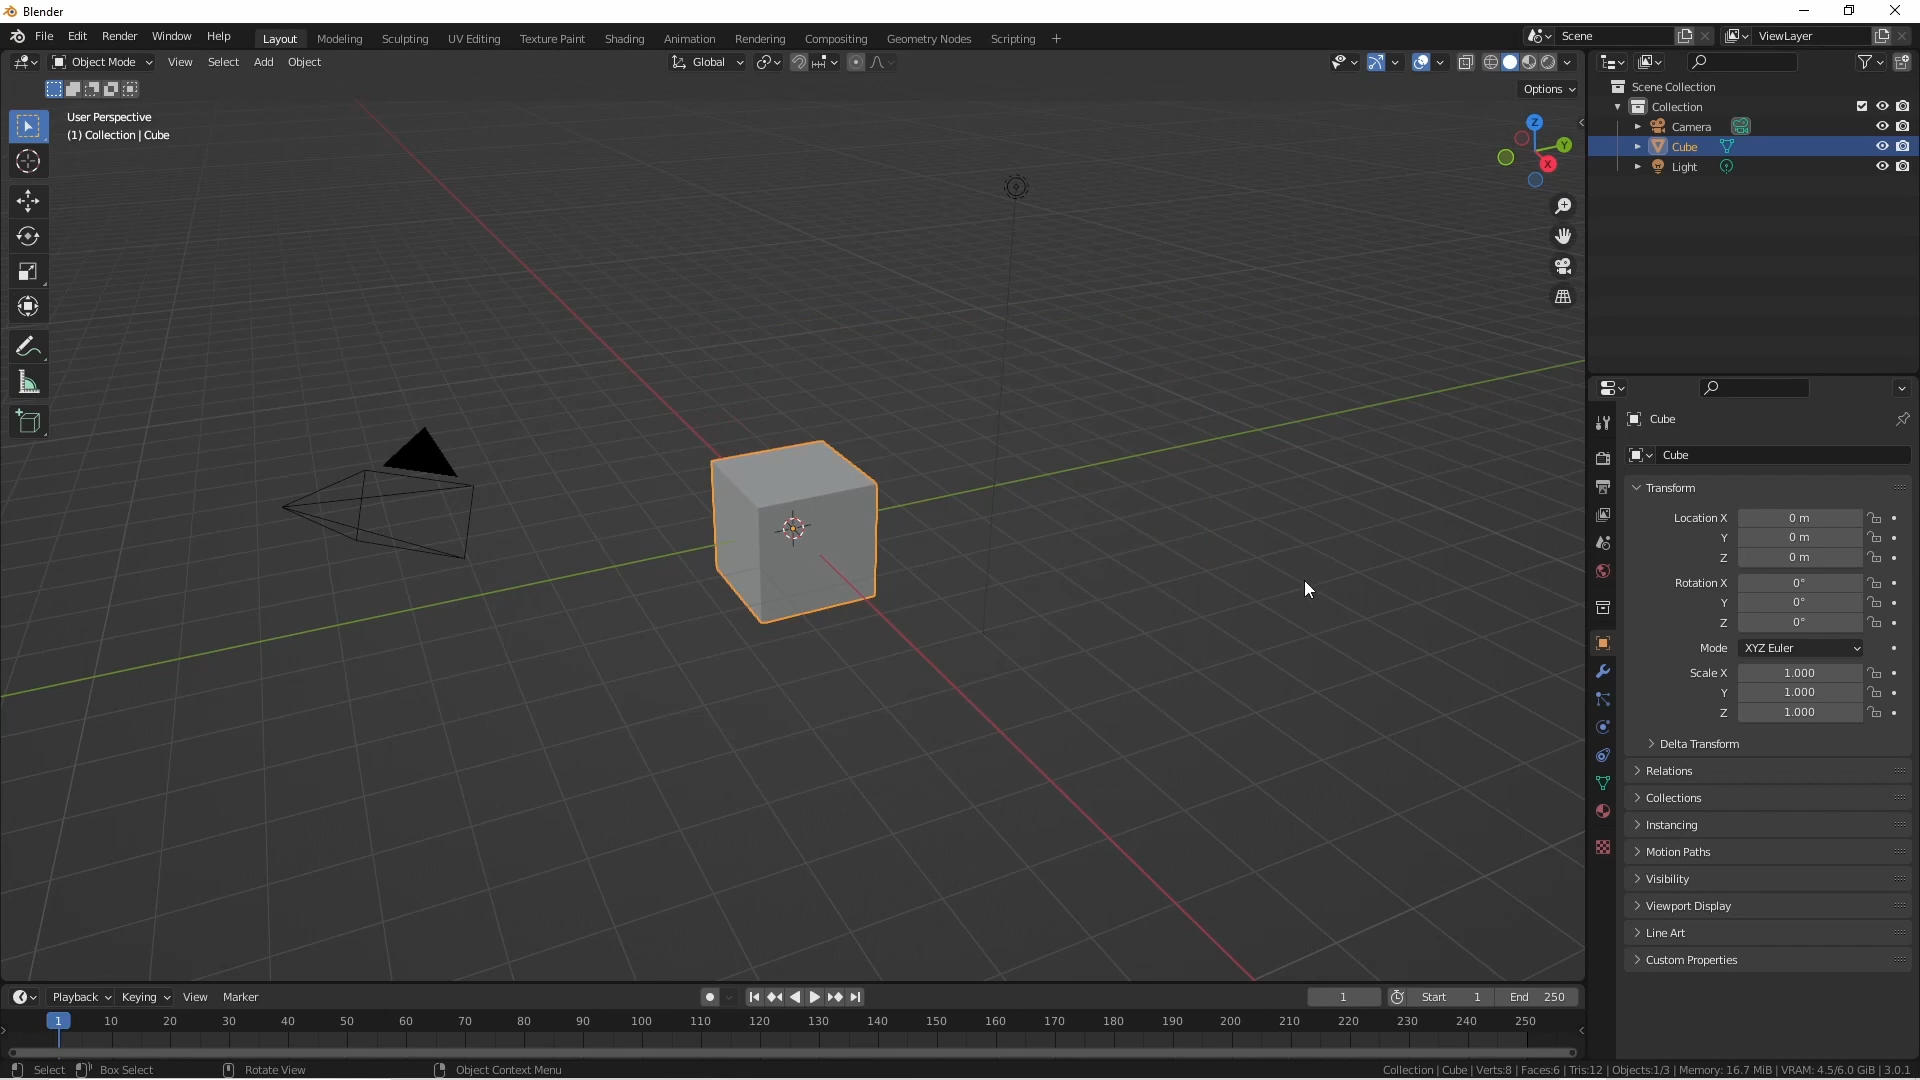 Blender
File Edit Render Window Help Layout Modeling Sculpting UV Editing Texture Paint Shading Animation Rendering Compositing Geometry Nodes Scripting + Scene ViewLayer
Object Mode View Select Add Object Global
Options
User Perspective
(1) Collection | Cube
Z
Y
X
Scene Collection
Collection
Camera
Cube
Light
Cube
Cube
Transform
Location X 0 m
Y 0 m
Z 0 m
Rotation X 0°
Y 0°
Z 0°
Mode XYZ Euler
Scale X 1.000
Y 1.000
Z 1.000
Delta Transform
Relations
Collections
Instancing
Motion Paths
Visibility
Viewport Display
Line Art
Custom Properties
Playback Keying View Marker 1 Start 1 End 250
1 10 20 30 40 50 60 70 80 90 100 110 120 130 140 150 160 170 180 190 200 210 220 230 240 250
Select Box Select Rotate View Object Context Menu Collection | Cube | Verts:8 | Faces:6 | Tris:12 | Objects:1/3 | Memory: 16.7 MiB | VRAM: 4.5/6.0 GiB | 3.0.1